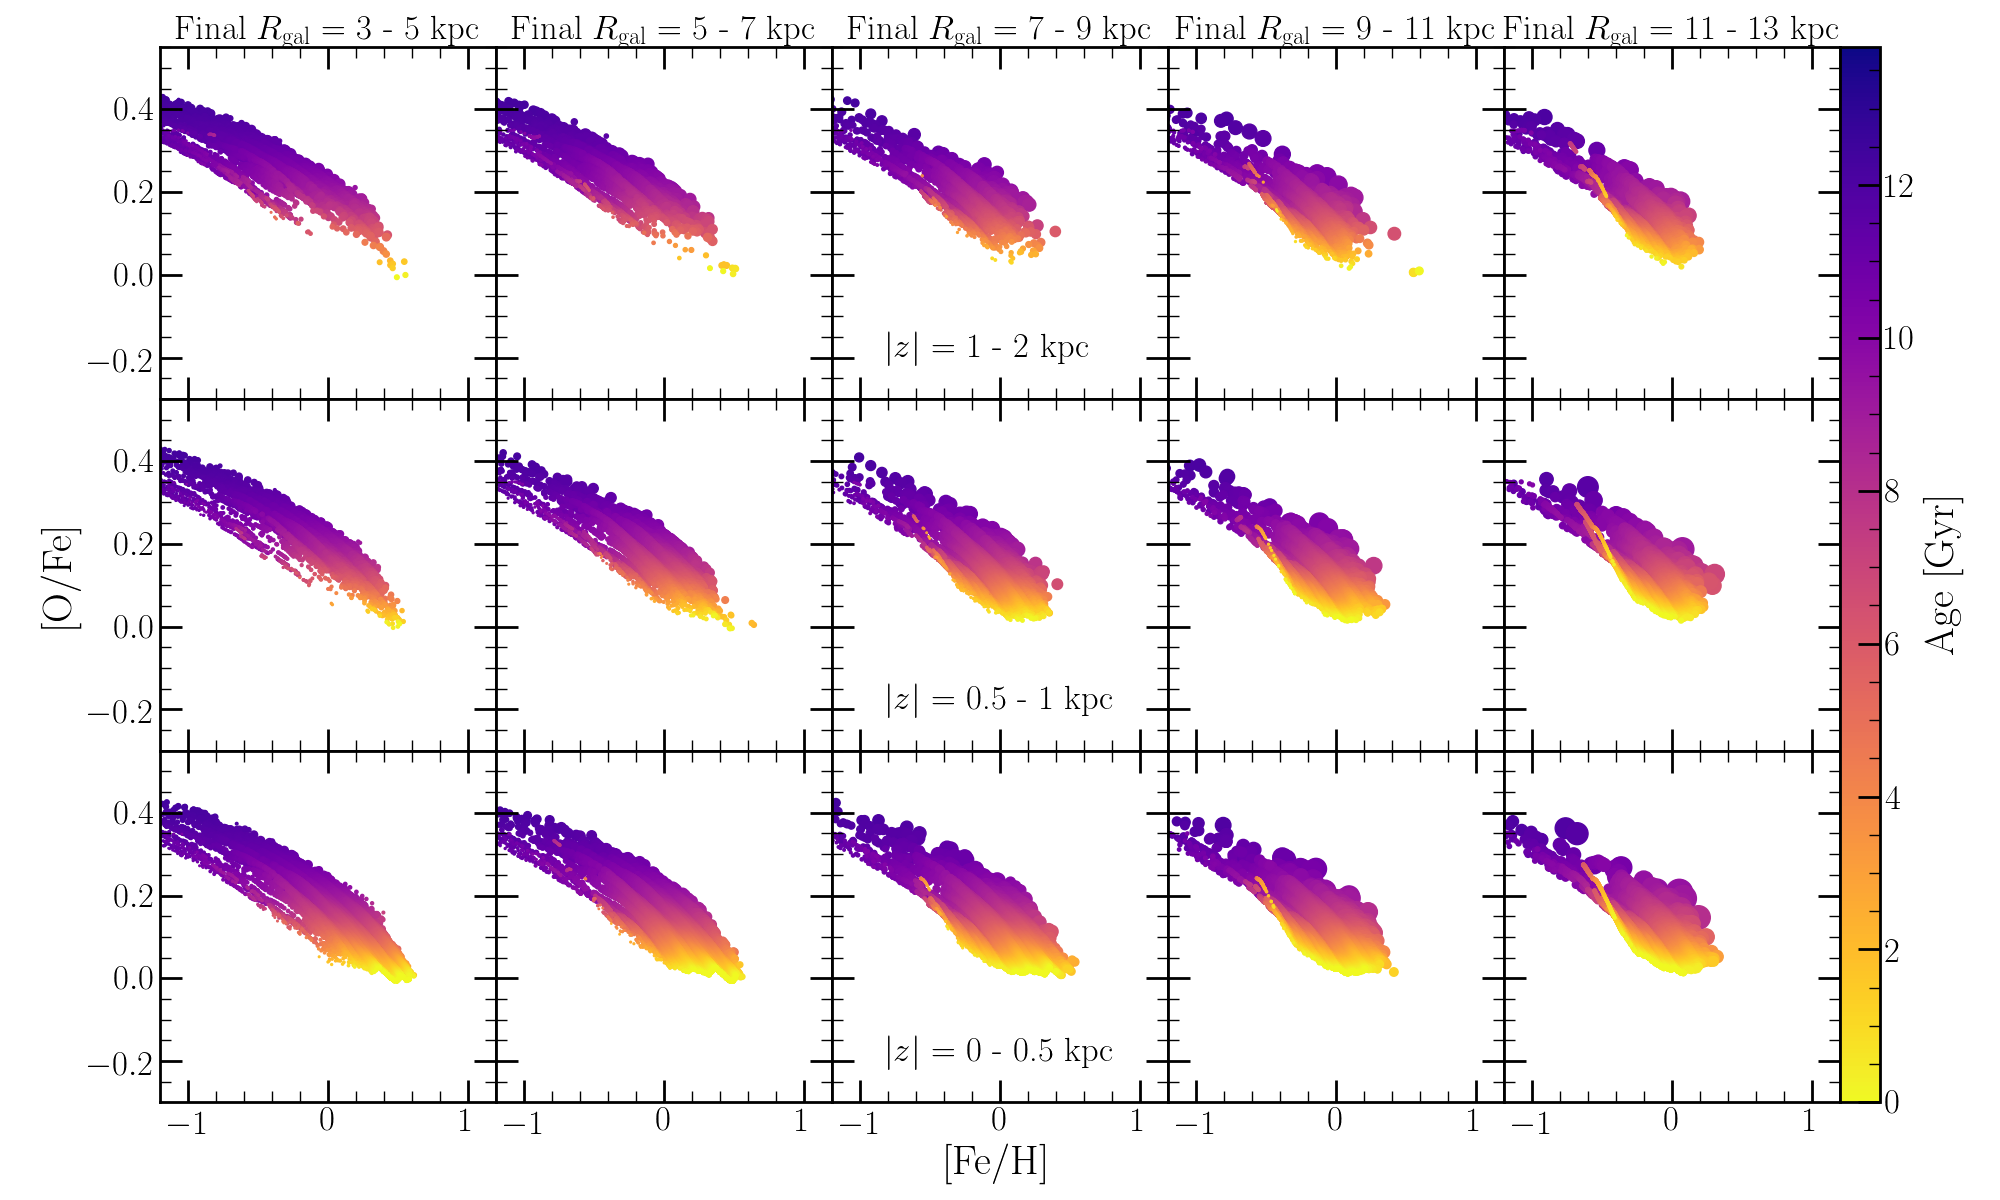 Final R_gal = 3 - 5 kpc
Final R_gal = 5 - 7 kpc
Final R_gal = 7 - 9 kpc
Final R_gal = 9 - 11 kpc
Final R_gal = 11 - 13 kpc
0.4
0.2
0.0
−0.2
|z| = 1 - 2 kpc
0.4
0.2
0.0
−0.2
|z| = 0.5 - 1 kpc
0.4
0.2
0.0
−0.2
|z| = 0 - 0.5 kpc
[O/Fe]
−1 0 1
−1 0 1
−1 0 1
−1 0 1
−1 0 1
[Fe/H]
12
10
8
6
4
2
0
Age [Gyr]